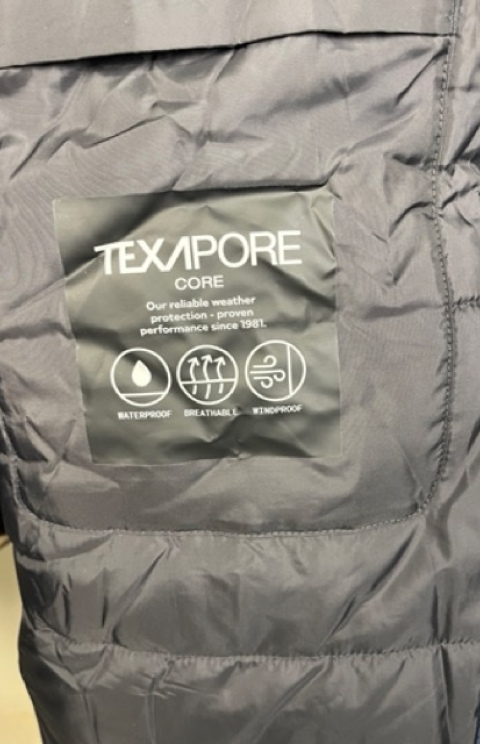 TEXAPORE
CORE
Our reliable weather
protection - proven
performance since 1981.
WATERPROOF BREATHABLE WINDPROOF